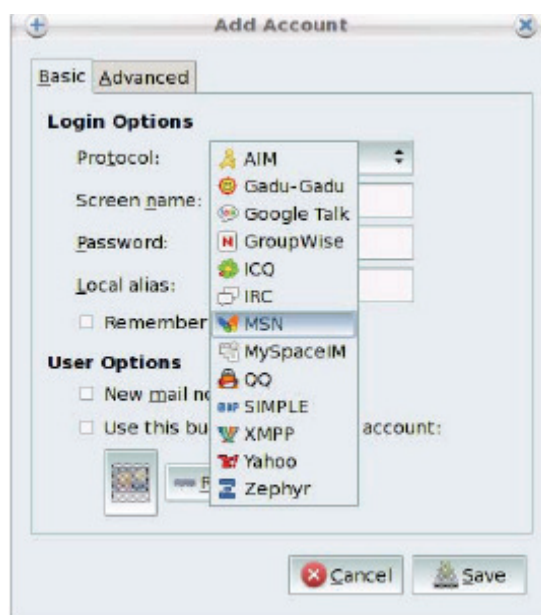 Add Account
Basic Advanced
Login Options
Protocol:
Screen name:
Password:
Local alias:
Remember
AIM
Gadu-Gadu
Google Talk
GroupWise
ICQ
IRC
MSN
MySpaceIM
QQ
SIMPLE
XMPP
Yahoo
Zephyr
User Options
New mail no
Use this bu account:
Cancel Save